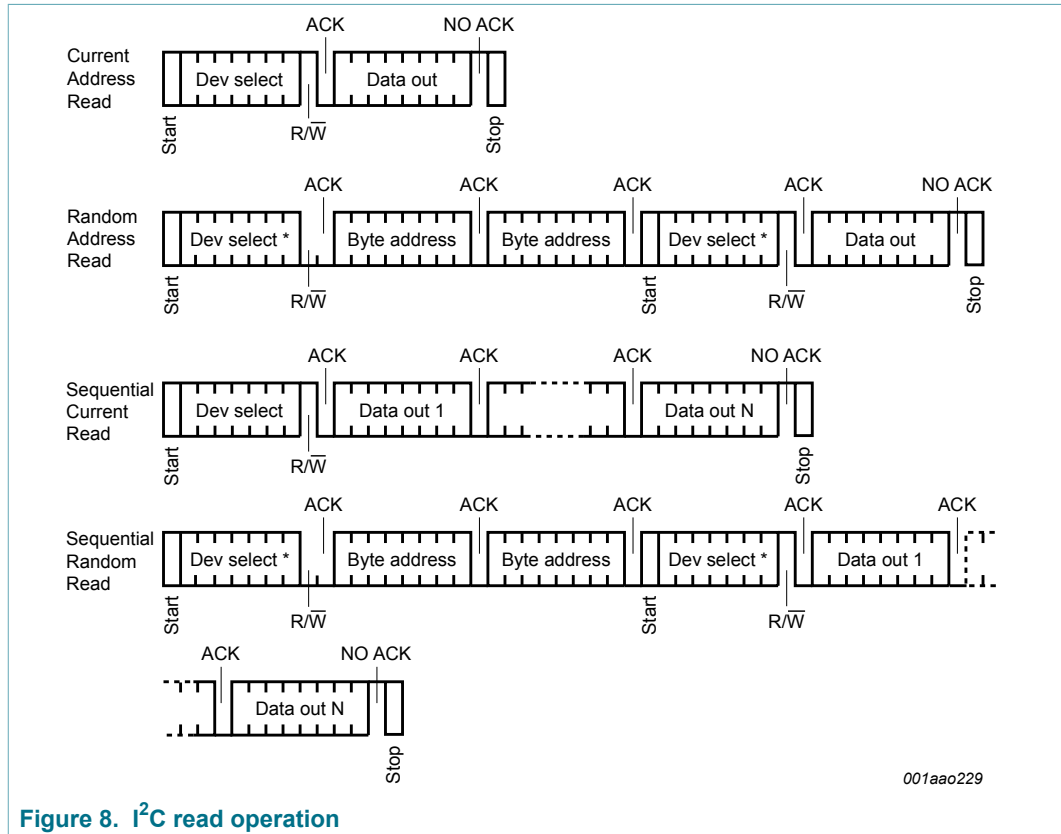 ACK NO ACK
Current
Address
Read
Dev select Data out
Start R/W̅ Stop
ACK ACK ACK ACK NO ACK
Random
Address
Read
Dev select * Byte address Byte address Dev select * Data out
Start R/W̅ Start R/W̅ Stop
ACK ACK ACK NO ACK
Sequential
Current
Read
Dev select Data out 1 Data out N
Start R/W̅ Stop
ACK ACK ACK ACK ACK
Sequential
Random
Read
Dev select * Byte address Byte address Dev select * Data out 1
Start R/W̅ Start R/W̅
ACK NO ACK
Data out N
Stop
001aao229
Figure 8. I²C read operation